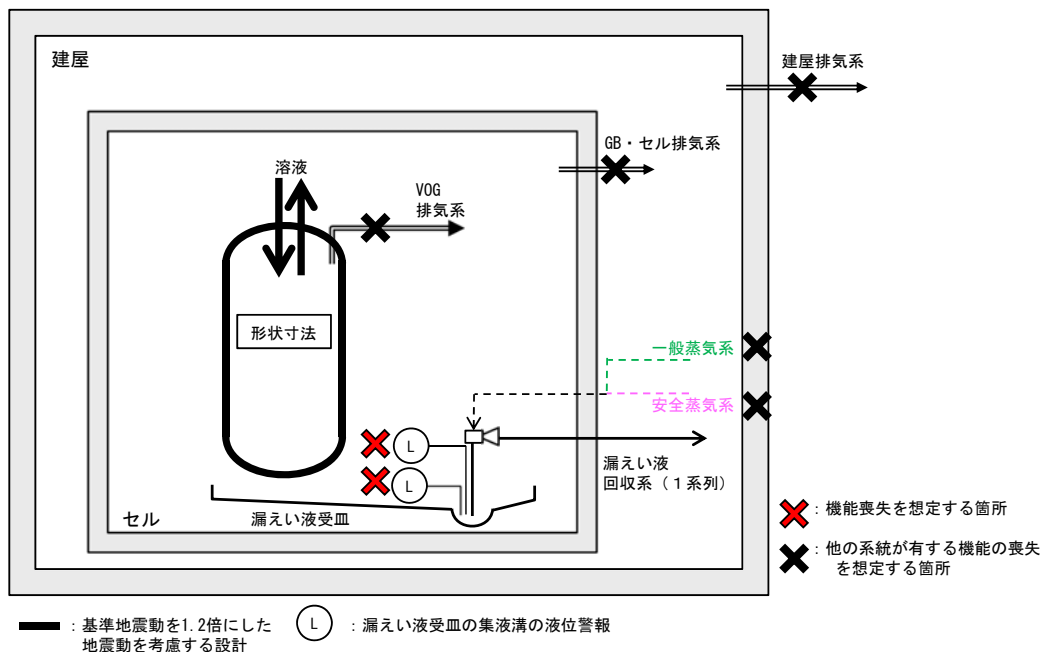 建屋
建屋排気系
GB・セル排気系
溶液
VOG
排気系
形状寸法
一般蒸気系
安全蒸気系
L
L
漏えい液
回収系（１系列）
漏えい液受皿
セル
：機能喪失を想定する箇所
：他の系統が有する機能の喪失
を想定する箇所
：基準地震動を1.2倍にした
地震動を考慮する設計
L
：漏えい液受皿の集液溝の液位警報